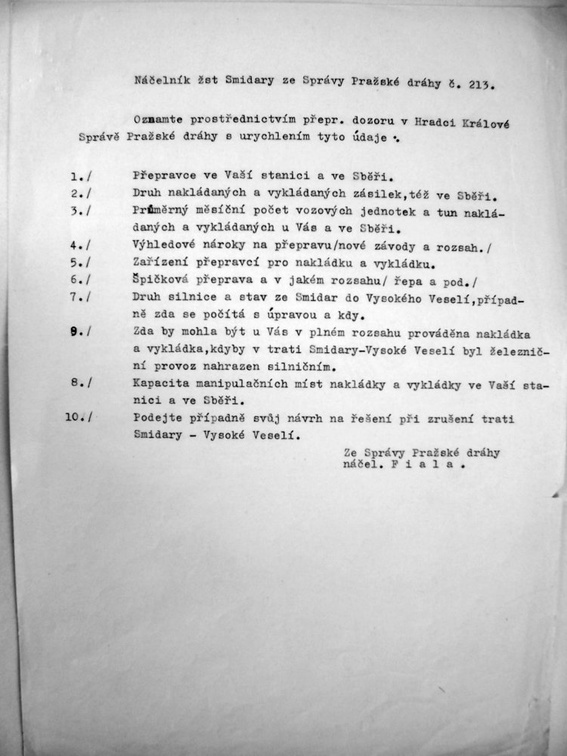 Náčelník žst Smidary ze Správy Pražské dráhy č. 213.
Oznamte prostřednictvím přepr. dozoru v Hradci Králové
Správě Pražské dráhy s urychlením tyto údaje :.
1./ Přepravce ve Vaší stanici a ve Sběři.
2./ Druh nakládaných a vykládaných zásilek,též ve Sběři.
3./ Průměrný měsíční počet vozových jednotek a tun naklá-
daných a vykládaných u Vás a ve Sběři.
4./ Výhledové nároky na přepravu/nové závody a rozsah./
5./ Zařízení přepravcí pro nakládku a vykládku.
6./ Špičková přeprava a v jakém rozsahu/ řepa a pod./
7./ Druh silnice a stav ze Smidar do Vysokého Veselí,případ-
ně zda se počítá s úpravou a kdy.
9./ Zda by mohla být u Vás v plném rozsahu prováděna nakládka
a vykládka,kdyby v trati Smidary-Vysoké Veselí byl železnič-
ní provoz nahrazen silničním.
8./ Kapacita manipulačních míst nakládky a vykládky ve Vaší sta-
nici a ve Sběři.
10./ Podejte případně svůj návrh na řešení při zrušení trati
Smidary - Vysoké Veselí.
Ze Správy Pražské dráhy
náčel. F i a l a .